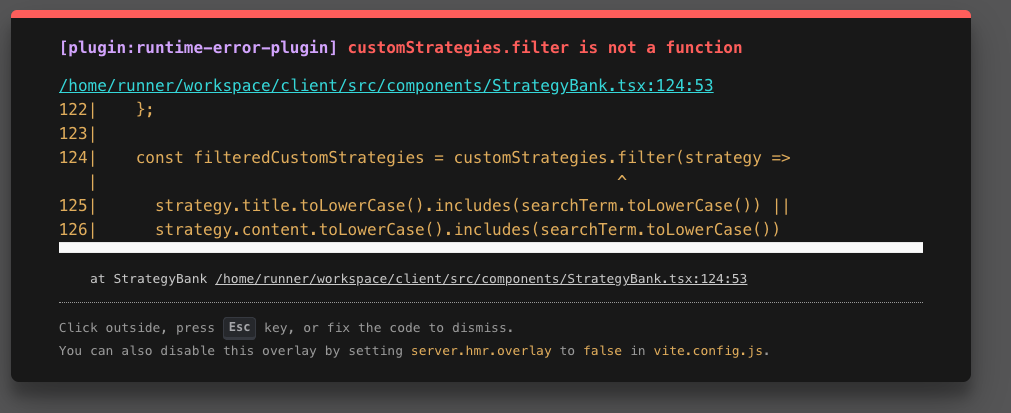 [plugin:runtime-error-plugin] customStrategies.filter is not a function
/home/runner/workspace/client/src/components/StrategyBank.tsx:124:53
122|    };
123|
124|    const filteredCustomStrategies = customStrategies.filter(strategy =>
   |                                                      ^
125|      strategy.title.toLowerCase().includes(searchTerm.toLowerCase()) ||
126|      strategy.content.toLowerCase().includes(searchTerm.toLowerCase())
at StrategyBank /home/runner/workspace/client/src/components/StrategyBank.tsx:124:53
Click outside, press Esc key, or fix the code to dismiss.
You can also disable this overlay by setting server.hmr.overlay to false in vite.config.js.